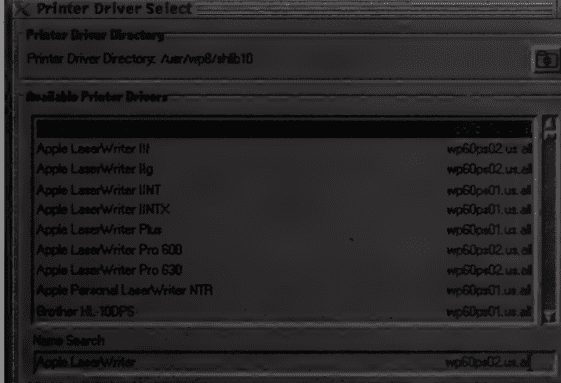 Printer Driver Select
Printer Driver Directory
Printer Driver Directory: /usr/wp8/shlib10
Available Printer Drivers
Apple LaserWriter IIf wp60ps02.us.all
Apple LaserWriter IIg wp60ps02.us.all
Apple LaserWriter IINT wp60ps01.us.all
Apple LaserWriter IINTX wp60ps01.us.all
Apple LaserWriter Plus wp60ps01.us.all
Apple LaserWriter Pro 600 wp60ps02.us.all
Apple LaserWriter Pro 630 wp60ps02.us.all
Apple Personal LaserWriter NTR wp60ps01.us.all
Brother HL-10DPS wp60ps01.us.all
Name Search
Apple LaserWriter wp60ps02.us.all